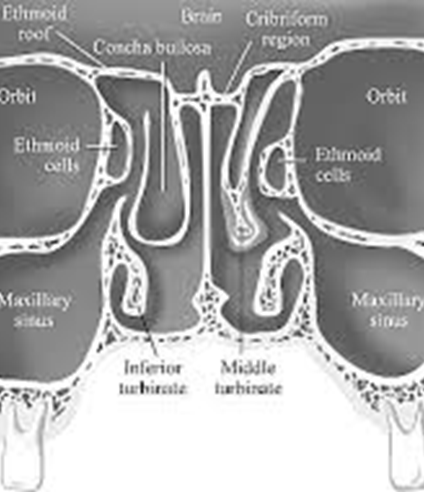 Ethmoid
roof
Brain
Cribriform
region
Concha bullosa
Orbit
Orbit
Ethmoid
cells
Ethmoid
cells
Maxillary
sinus
Maxillary
sinus
Inferior
turbinate
Middle
turbinate